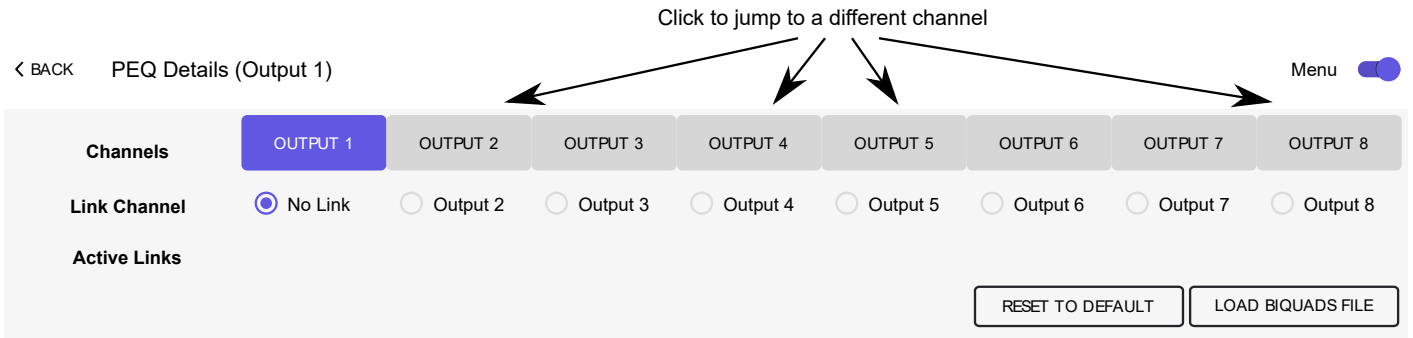 Click to jump to a different channel
BACK PEQ Details (Output 1) Menu
Channels OUTPUT 1 OUTPUT 2 OUTPUT 3 OUTPUT 4 OUTPUT 5 OUTPUT 6 OUTPUT 7 OUTPUT 8
Link Channel No Link Output 2 Output 3 Output 4 Output 5 Output 6 Output 7 Output 8
Active Links
RESET TO DEFAULT LOAD BIQUADS FILE